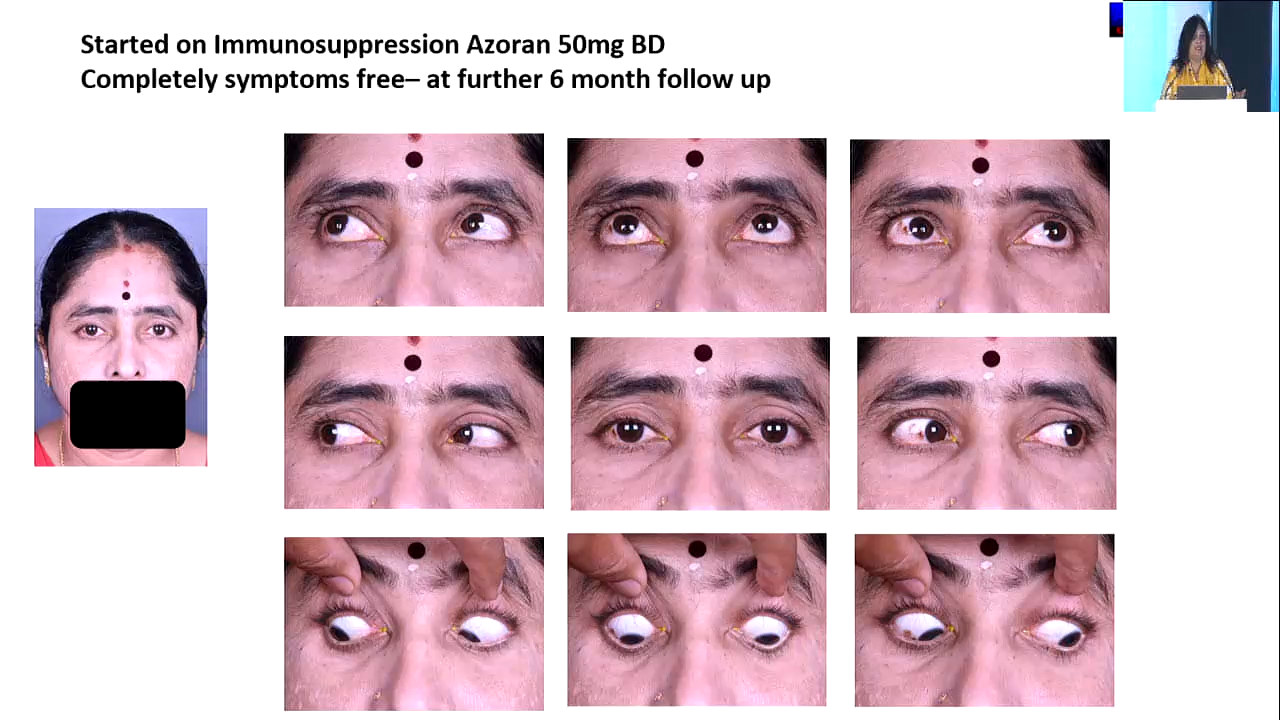 Started on Immunosuppression Azoran 50mg BD
Completely symptoms free– at further 6 month follow up